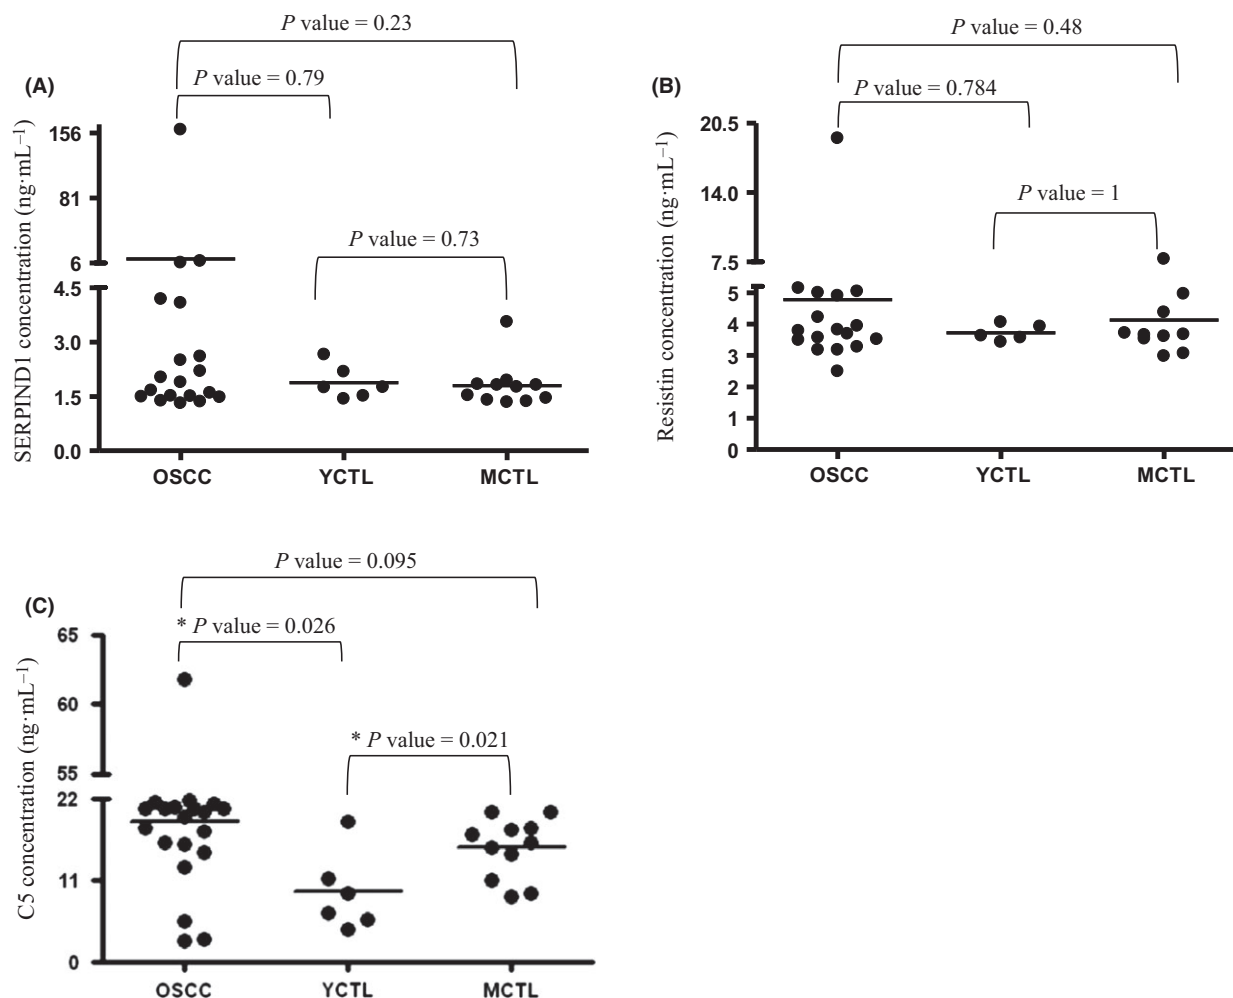 P value = 0.23
P value = 0.79
(A)
SERPIND1 concentration (ng·mL⁻¹)
156
81
6
4.5
3.0
1.5
0.0
P value = 0.73
OSCC YCTL MCTL
P value = 0.48
P value = 0.784
(B)
Resistin concentration (ng·mL⁻¹)
20.5
14.0
7.5
5
4
3
2
1
0
P value = 1
OSCC YCTL MCTL
P value = 0.095
(C)
* P value = 0.026
C5 concentration (ng·mL⁻¹)
65
60
55
22
11
0
* P value = 0.021
OSCC YCTL MCTL